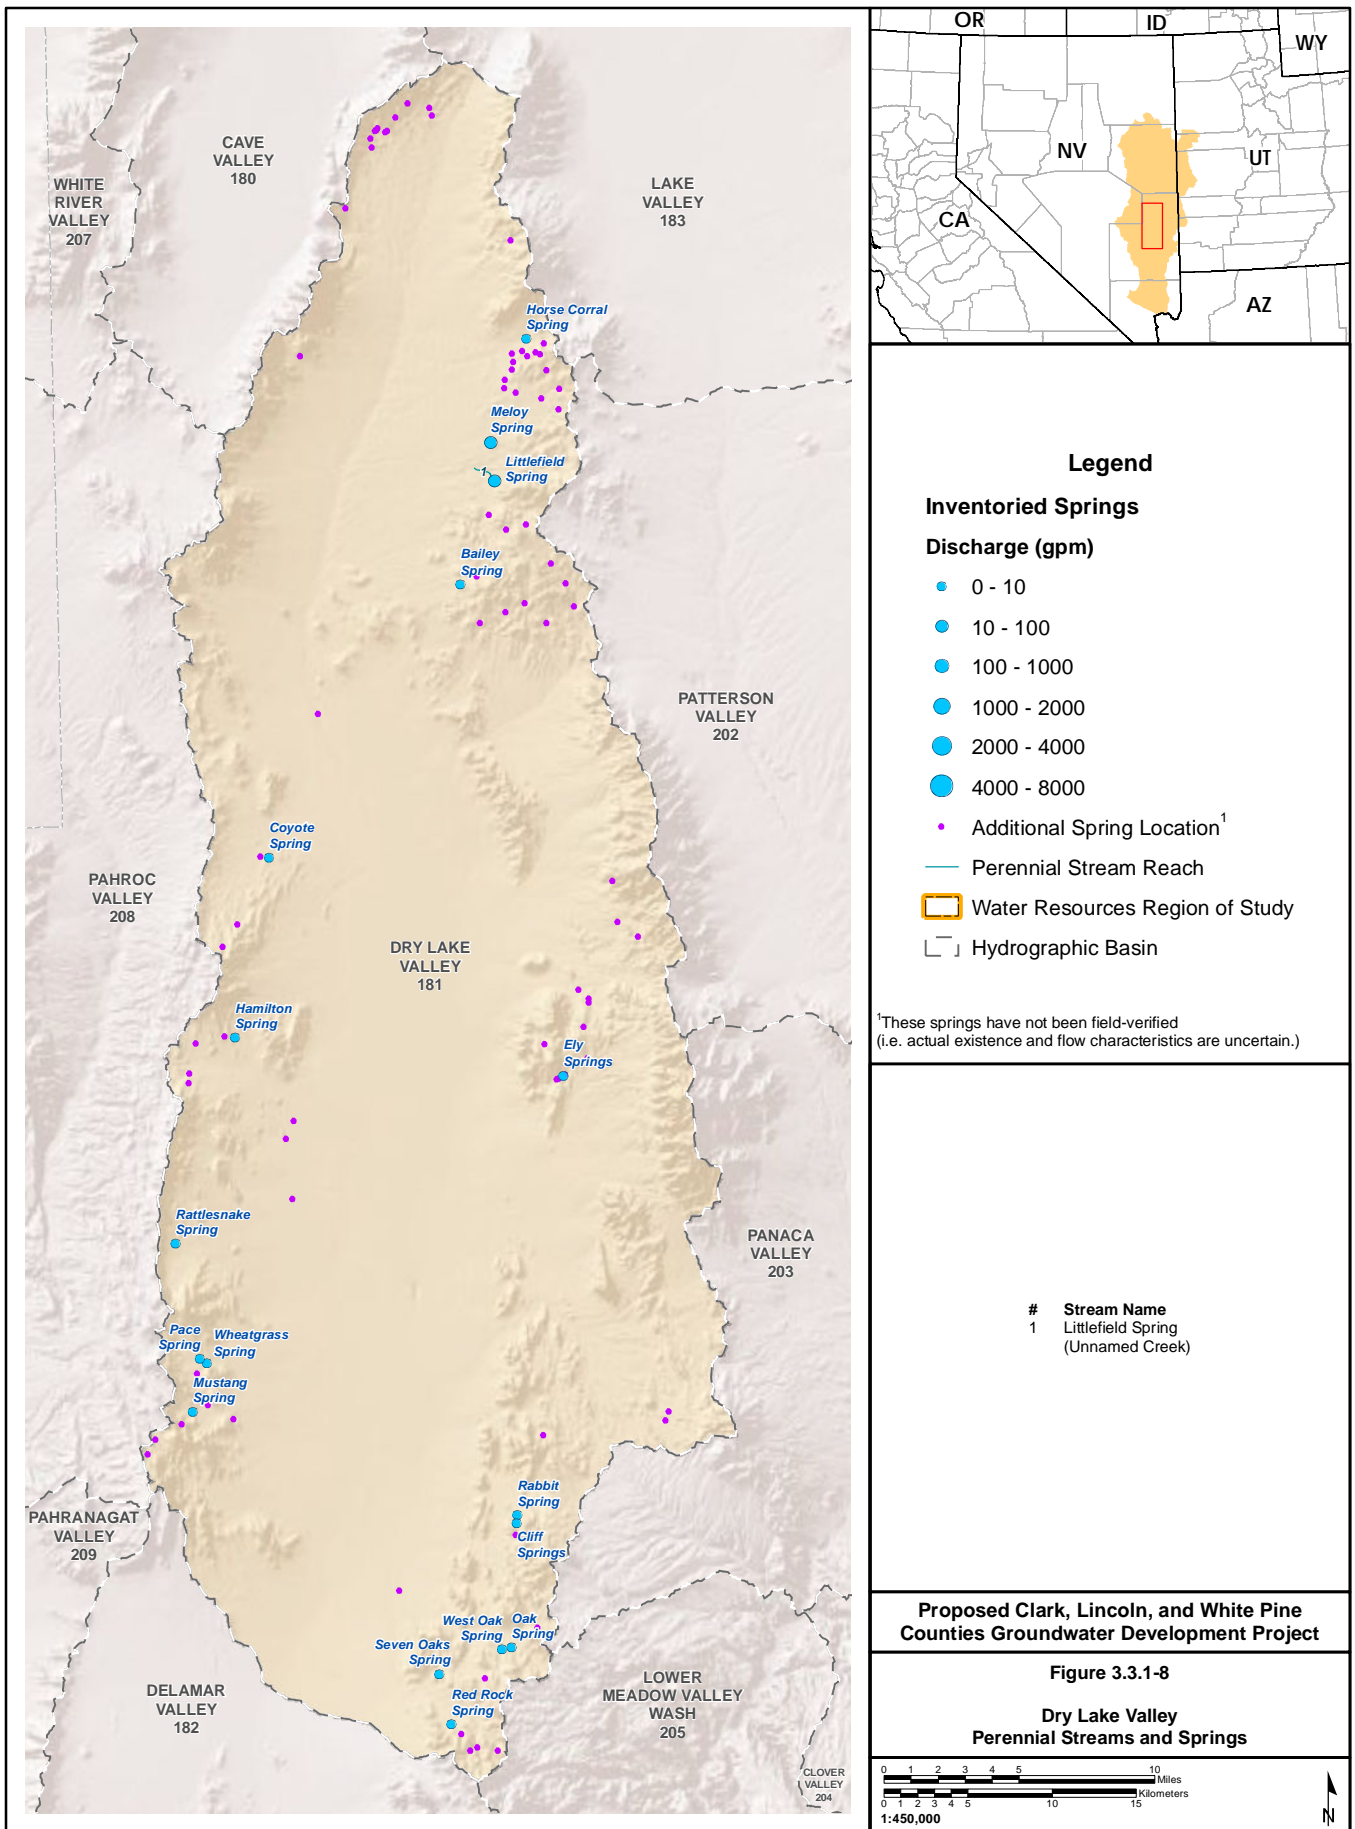 CAVE
VALLEY
180
WHITE
RIVER
VALLEY
207
LAKE
VALLEY
183
Horse Corral
Spring
Meloy
Spring
1
Littlefield
Spring
Bailey
Spring
PATTERSON
VALLEY
202
Coyote
Spring
PAHROC
VALLEY
208
DRY LAKE
VALLEY
181
Hamilton
Spring
Ely
Springs
Rattlesnake
Spring
PANACA
VALLEY
203
Pace
Spring
Wheatgrass
Spring
Mustang
Spring
Rabbit
Spring
Cliff
Springs
PAHRANAGAT
VALLEY
209
West Oak
Spring
Oak
Spring
Seven Oaks
Spring
Red Rock
Spring
DELAMAR
VALLEY
182
LOWER
MEADOW VALLEY
WASH
205
CLOVER
VALLEY
204
OR
ID
WY
NV
UT
CA
AZ
Legend
Inventoried Springs
Discharge (gpm)
0 - 10
10 - 100
100 - 1000
1000 - 2000
2000 - 4000
4000 - 8000
Additional Spring Location1
Perennial Stream Reach
Water Resources Region of Study
Hydrographic Basin
1These springs have not been field-verified
(i.e. actual existence and flow characteristics are uncertain.)
# Stream Name
1 Littlefield Spring
(Unnamed Creek)
Proposed Clark, Lincoln, and White Pine
Counties Groundwater Development Project
Figure 3.3.1-8
Dry Lake Valley
Perennial Streams and Springs
0 1 2 3 4 5 10
Miles
Kilometers
0 1 2 3 4 5 10 15
1:450,000
N